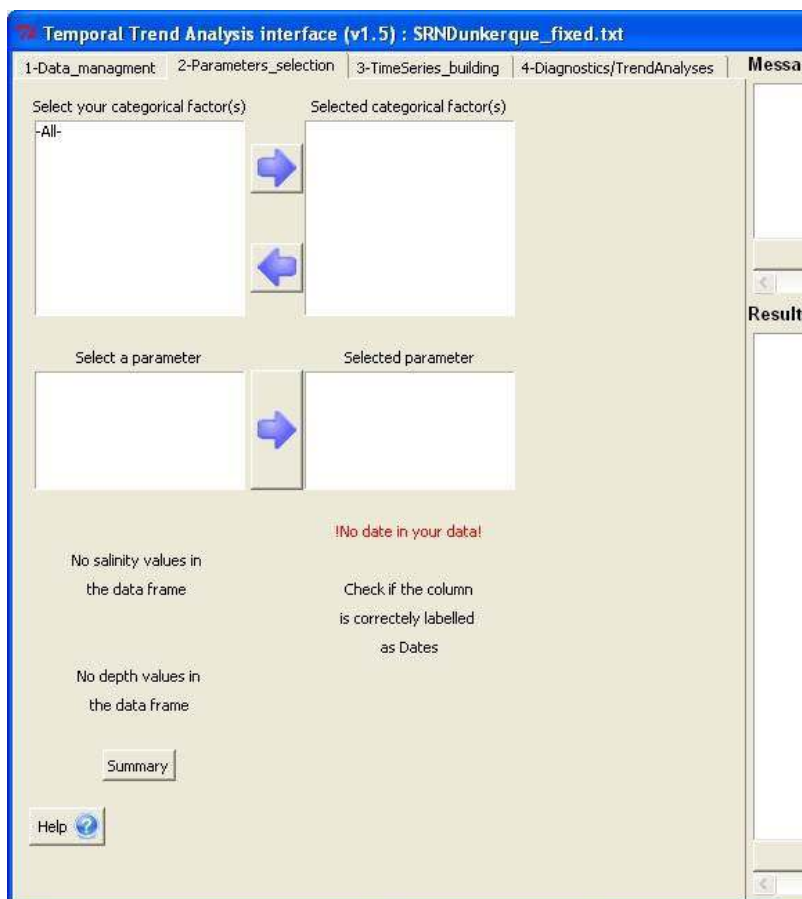 Temporal Trend Analysis interface (v1.5) : SRNDunkerque_fixed.txt
1-Data_managment 2-Parameters_selection 3-TimeSeries_building 4-Diagnostics/TrendAnalyses Messa
Select your categorical factor(s) Selected categorical factor(s)
-All-
Result
Select a parameter Selected parameter
!No date in your data!
No salinity values in
the data frame
Check if the column
is correctely labelled
as Dates
No depth values in
the data frame
Summary
Help ?